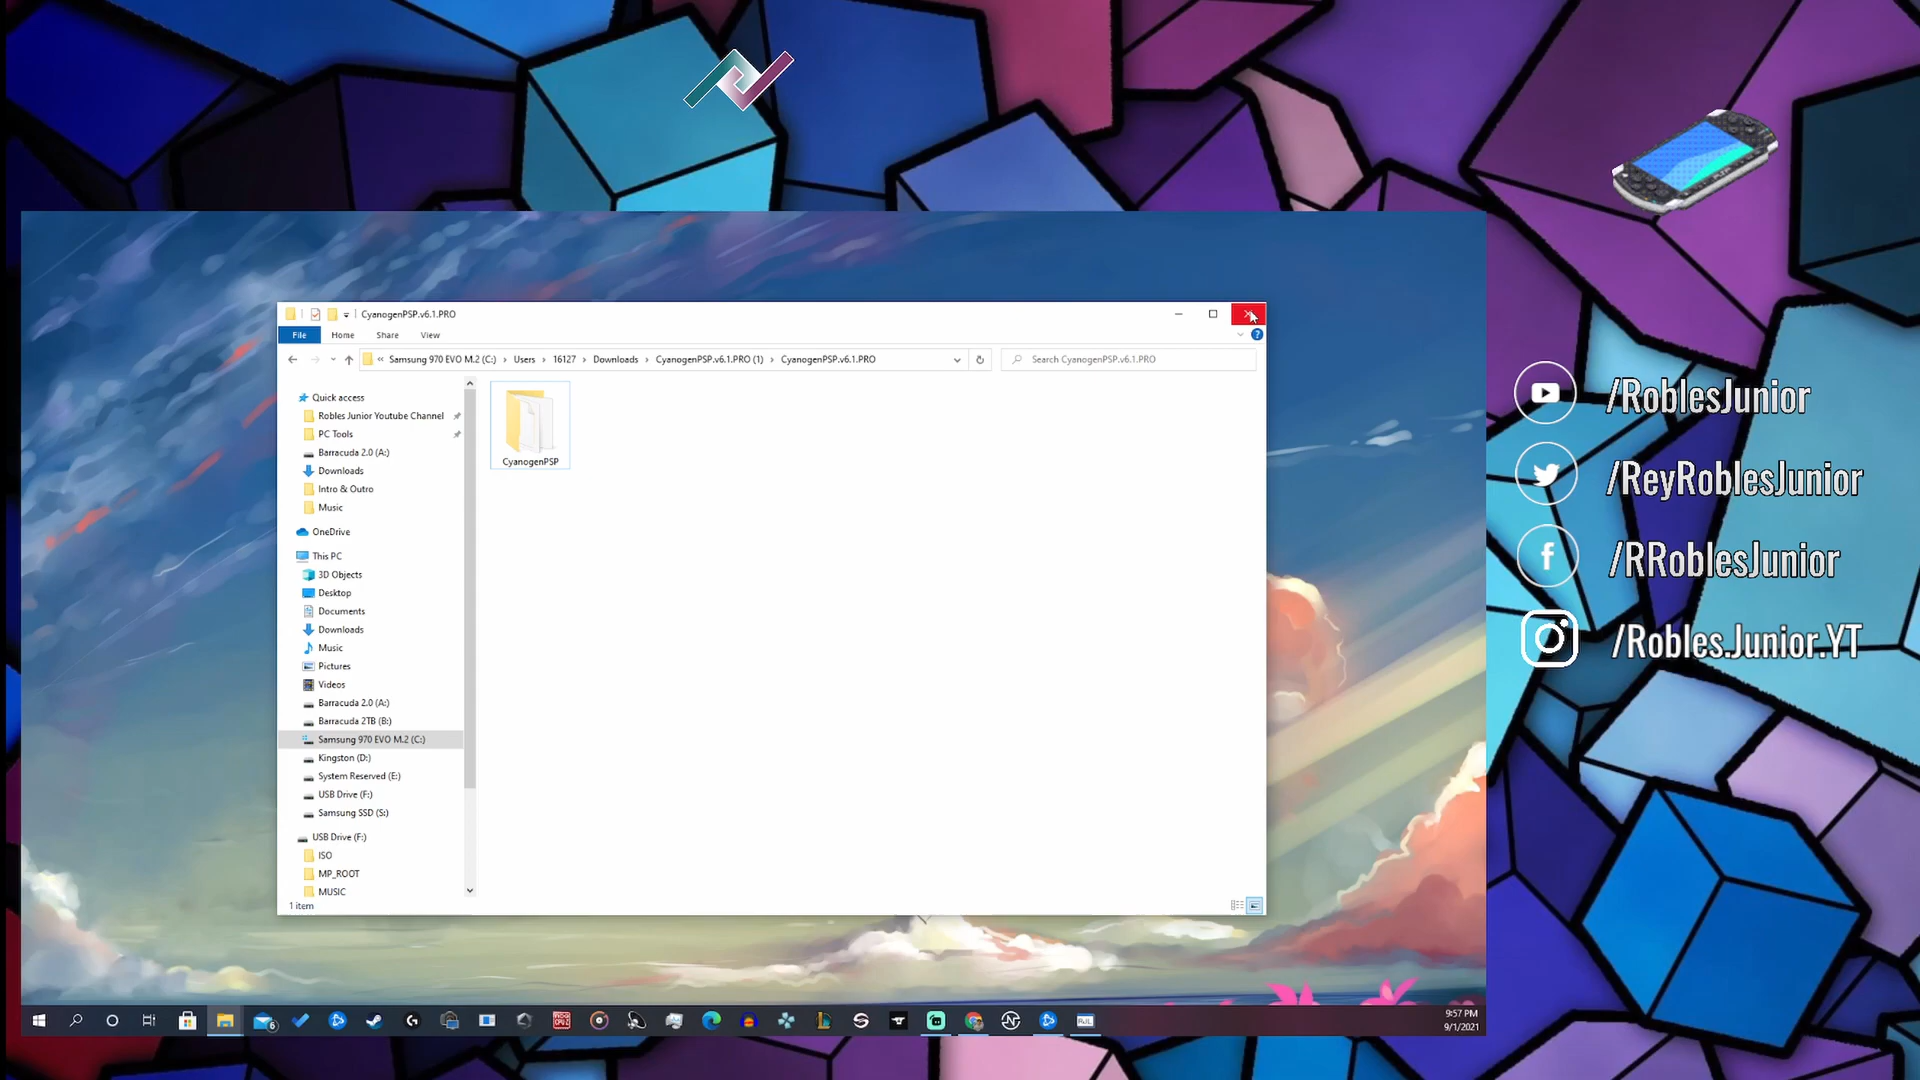 CyanogenPSP.v6.1.PRO
File Home Share View
« Samsung 970 EVO M.2 (C:) › Users › 16127 › Downloads › CyanogenPSP.v6.1.PRO (1) › CyanogenPSP.v6.1.PRO
Search CyanogenPSP.v6.1.PRO
Quick access
Robles Junior Youtube Channel
PC Tools
Barracuda 2.0 (A:)
Downloads
Intro & Outro
Music
OneDrive
This PC
3D Objects
Desktop
Documents
Downloads
Music
Pictures
Videos
Barracuda 2.0 (A:)
Barracuda 2TB (B:)
Samsung 970 EVO M.2 (C:)
Kingston (D:)
System Reserved (E:)
USB Drive (F:)
Samsung SSD (S:)
USB Drive (F:)
ISO
MP_ROOT
MUSIC
1 item
CyanogenPSP
/RoblesJunior
/ReyRoblesJunior
/RRoblesJunior
/Robles.Junior.YT
9:57 PM
9/1/2021